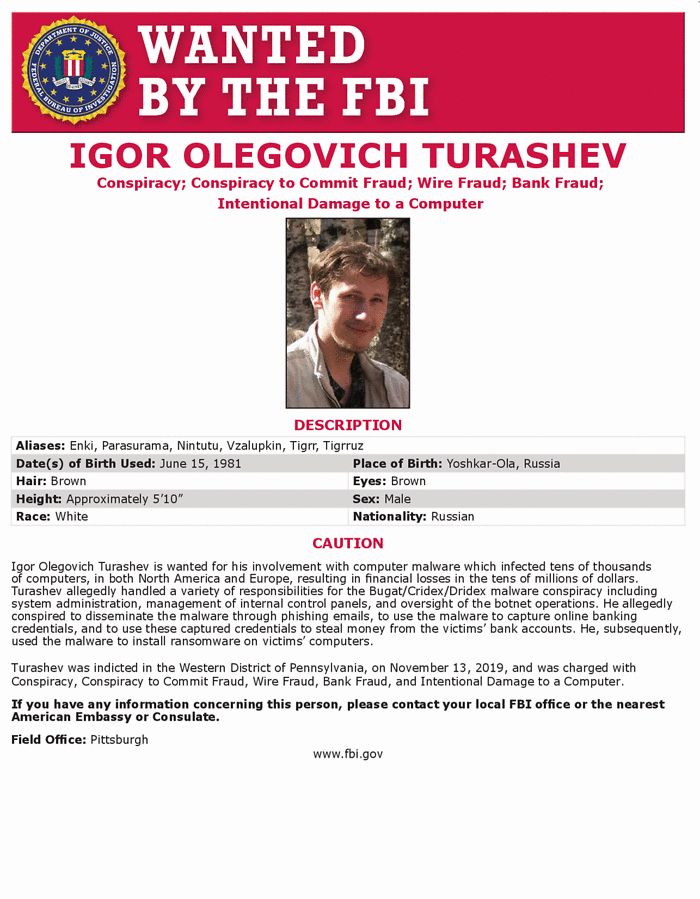 DEPARTMENT OF JUSTICE
FEDERAL BUREAU OF INVESTIGATION
WANTED
BY THE FBI
IGOR OLEGOVICH TURASHEV
Conspiracy; Conspiracy to Commit Fraud; Wire Fraud; Bank Fraud;
Intentional Damage to a Computer
DESCRIPTION
Aliases: Enki, Parasurama, Nintutu, Vzalupkin, Tigrr, Tigrruz
Date(s) of Birth Used: June 15, 1981 Place of Birth: Yoshkar-Ola, Russia
Hair: Brown Eyes: Brown
Height: Approximately 5’10” Sex: Male
Race: White Nationality: Russian
CAUTION
Igor Olegovich Turashev is wanted for his involvement with computer malware which infected tens of thousands
of computers, in both North America and Europe, resulting in financial losses in the tens of millions of dollars.
Turashev allegedly handled a variety of responsibilities for the Bugat/Cridex/Dridex malware conspiracy including
system administration, management of internal control panels, and oversight of the botnet operations. He allegedly
conspired to disseminate the malware through phishing emails, to use the malware to capture online banking
credentials, and to use these captured credentials to steal money from the victims’ bank accounts. He, subsequently,
used the malware to install ransomware on victims’ computers.
Turashev was indicted in the Western District of Pennsylvania, on November 13, 2019, and was charged with
Conspiracy, Conspiracy to Commit Fraud, Wire Fraud, Bank Fraud, and Intentional Damage to a Computer.
If you have any information concerning this person, please contact your local FBI office or the nearest
American Embassy or Consulate.
Field Office: Pittsburgh
www.fbi.gov